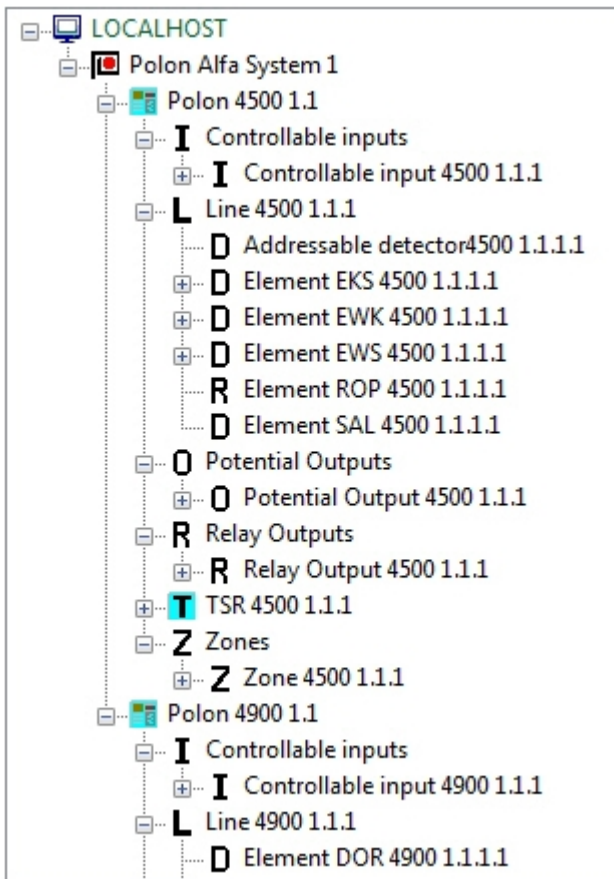 LOCALHOST
Polon Alfa System 1
Polon 4500 1.1
I Controllable inputs
I Controllable input 4500 1.1.1
L Line 4500 1.1.1
D Addressable detector4500 1.1.1.1
D Element EKS 4500 1.1.1.1
D Element EWK 4500 1.1.1.1
D Element EWS 4500 1.1.1.1
R Element ROP 4500 1.1.1.1
D Element SAL 4500 1.1.1.1
O Potential Outputs
O Potential Output 4500 1.1.1
R Relay Outputs
R Relay Output 4500 1.1.1
T TSR 4500 1.1.1
Z Zones
Z Zone 4500 1.1.1
Polon 4900 1.1
I Controllable inputs
I Controllable input 4900 1.1.1
L Line 4900 1.1.1
D Element DOR 4900 1.1.1.1